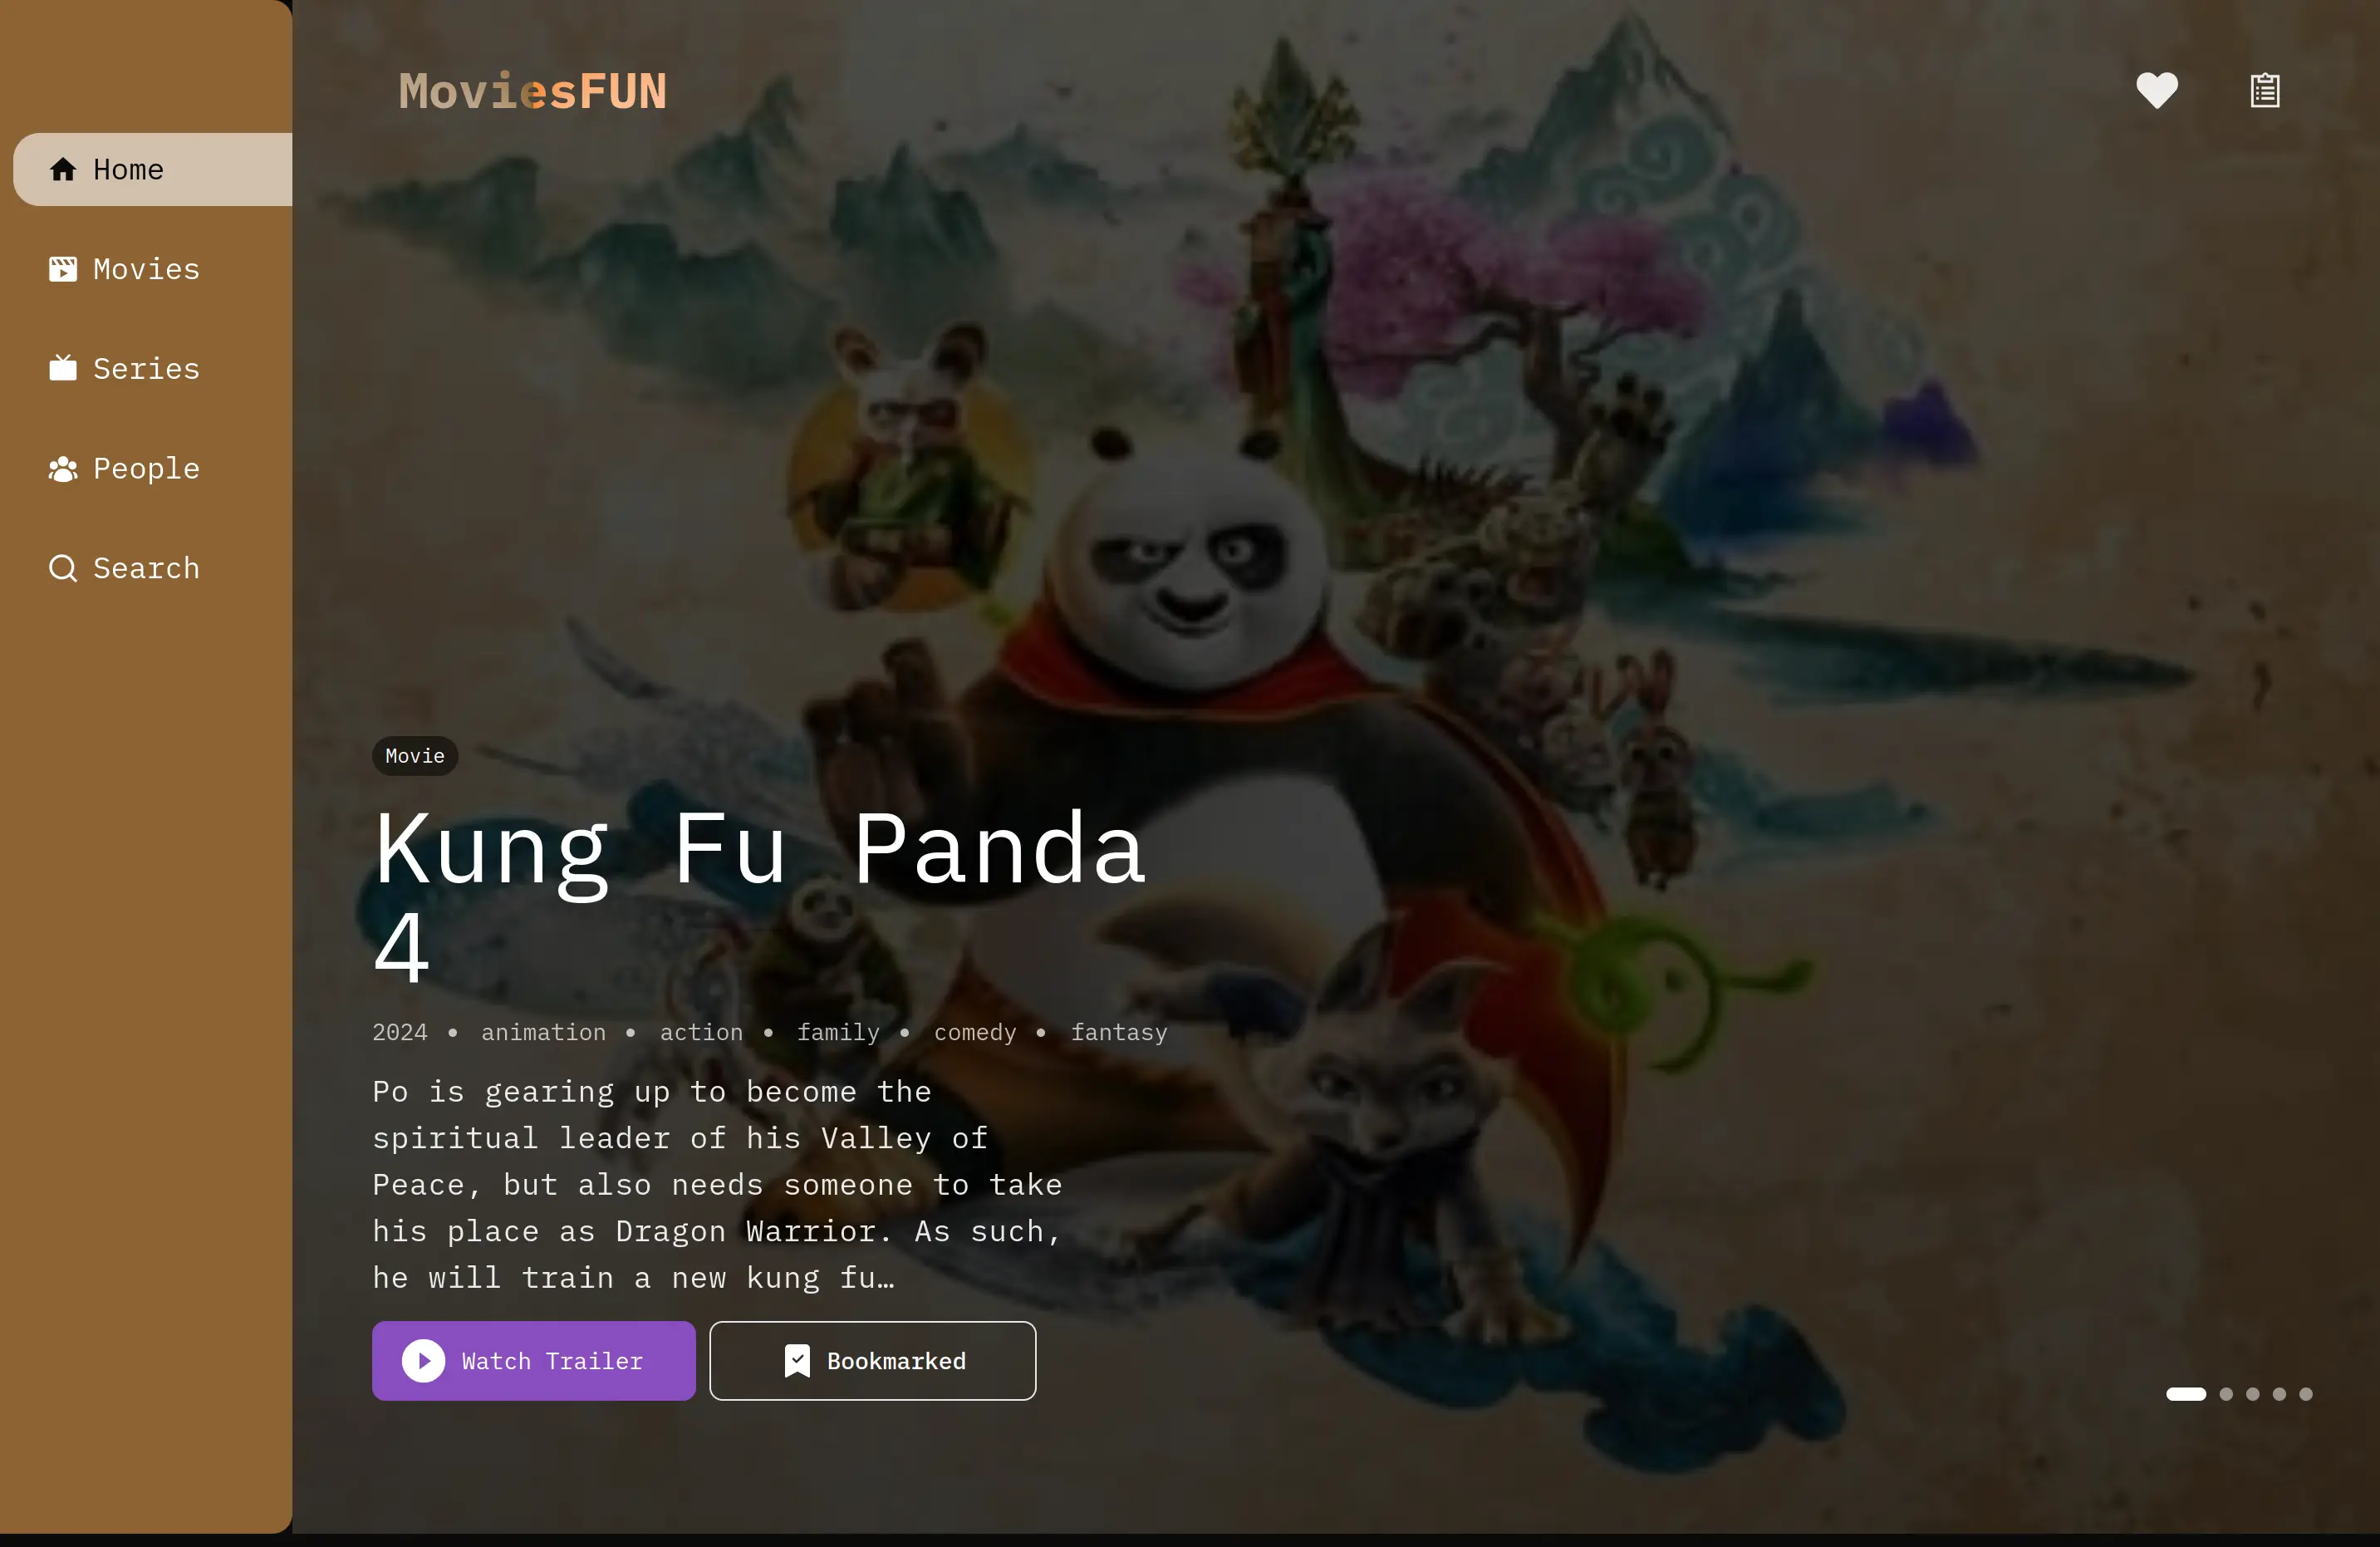 MoviesFUN
Home
Movies
Series
People
Search
Movie
Kung Fu Panda
4
2024 • animation • action • family • comedy • fantasy
Po is gearing up to become the
spiritual leader of his Valley of
Peace, but also needs someone to take
his place as Dragon Warrior. As such,
he will train a new kung fu…
Watch Trailer
Bookmarked